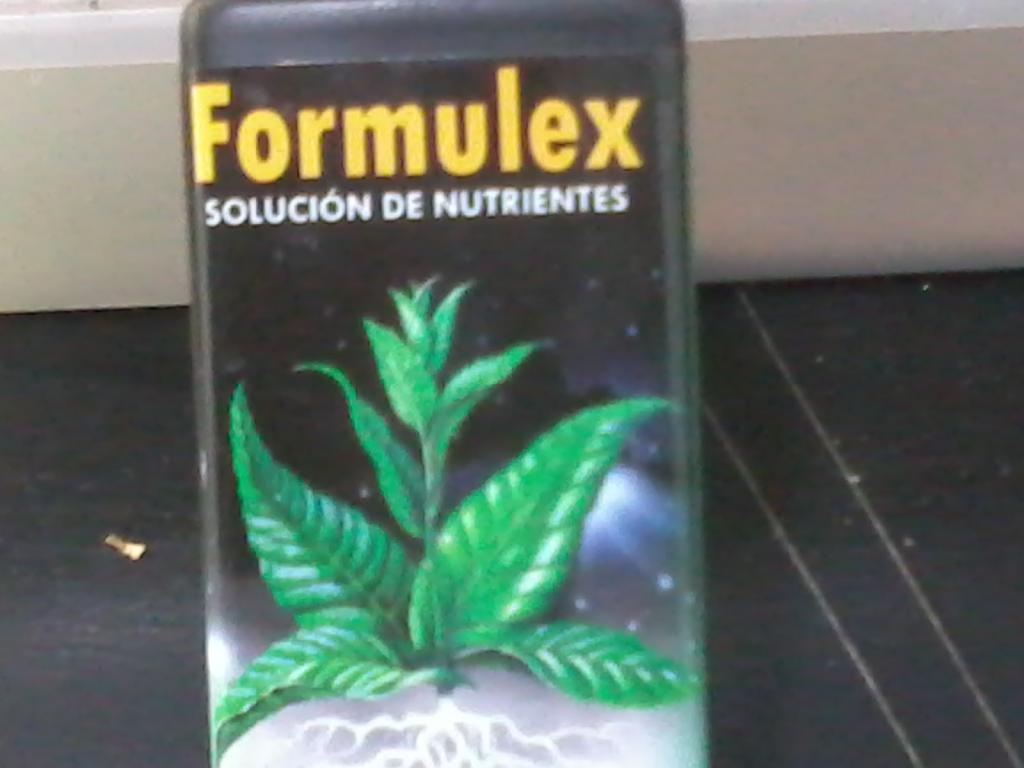 Formulex
SOLUCIÓN DE NUTRIENTES